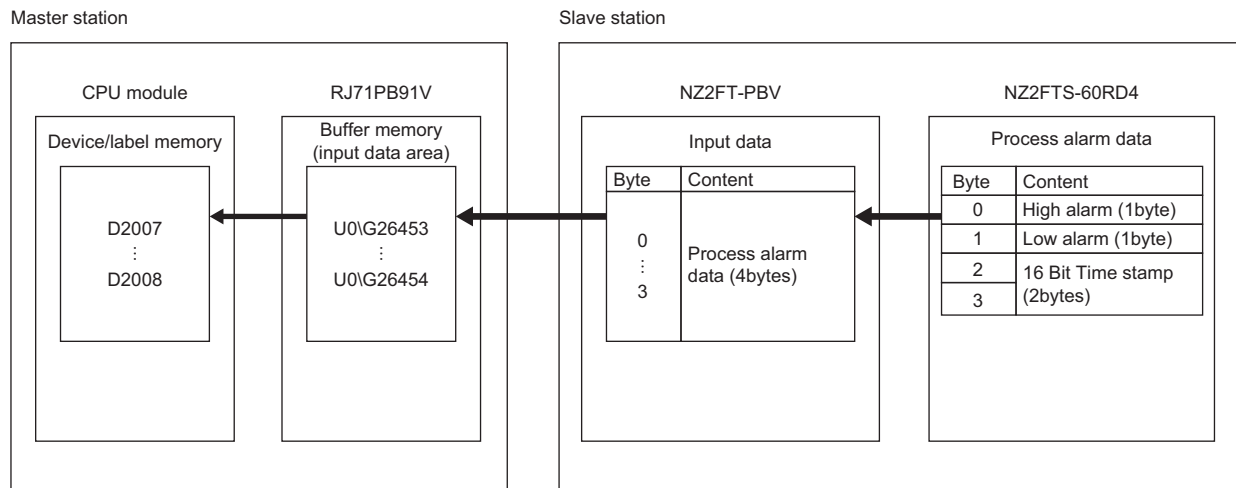 Master station
Slave station
CPU module
RJ71PB91V
NZ2FT-PBV
NZ2FTS-60RD4
Device/label memory
D2007
⋮
D2008
Buffer memory
(input data area)
U0\G26453
⋮
U0\G26454
Input data
Byte Content
0
⋮
3
Process alarm
data (4bytes)
Process alarm data
Byte Content
0 High alarm (1byte)
1 Low alarm (1byte)
2
3
16 Bit Time stamp
(2bytes)